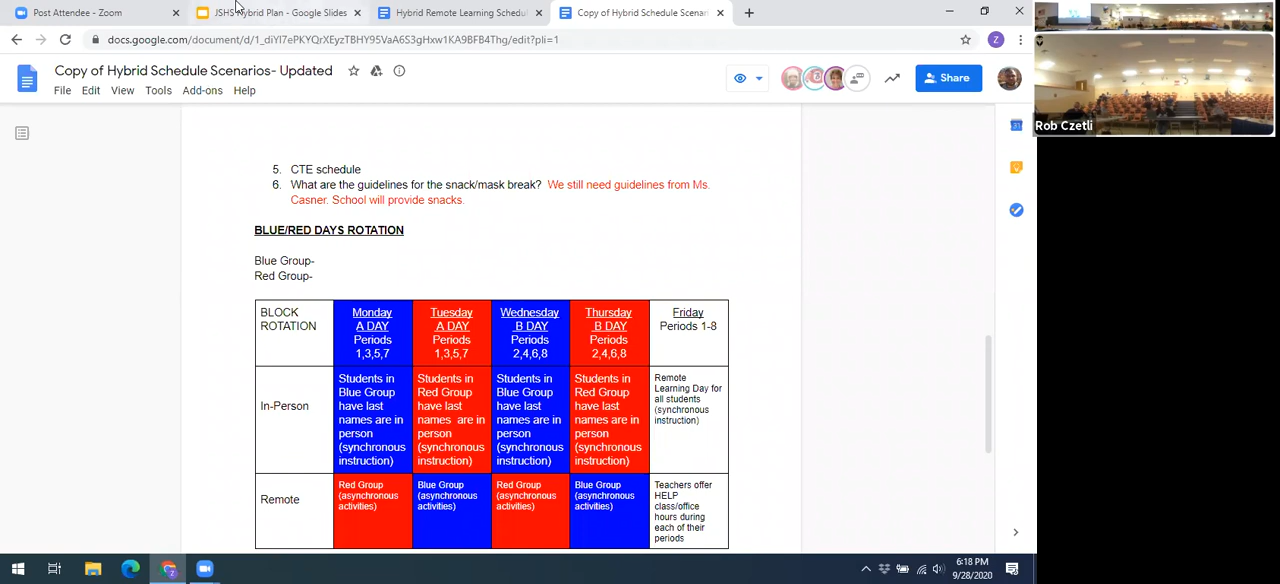 Post Attendee - Zoom
JSHS Hybrid Plan - Google Slides
Hybrid Remote Learning Schedul
Copy of Hybrid Schedule Scenari
docs.google.com/document/d/1_diYI7ePKYQrXEyzTBHY95VaA6S3gHxw1KA9BFB4Thg/edit?pli=1
Z
Copy of Hybrid Schedule Scenarios- Updated
File Edit View Tools Add-ons Help
Share
Rob Czetli
31
5. CTE schedule
6. What are the guidelines for the snack/mask break? We still need guidelines from Ms.
Casner. School will provide snacks.
BLUE/RED DAYS ROTATION
Blue Group-
Red Group-
BLOCK
ROTATION
Monday
A DAY
Periods
1,3,5,7
Tuesday
A DAY
Periods
1,3,5,7
Wednesday
B DAY
Periods
2,4,6,8
Thursday
B DAY
Periods
2,4,6,8
Friday
Periods 1-8
In-Person
Students in
Blue Group
have last
names are in
person
(synchronous
instruction)
Students in
Red Group
have last
names are in
person
(synchronous
instruction)
Students in
Blue Group
have last
names are in
person
(synchronous
instruction)
Students in
Red Group
have last
names are in
person
(synchronous
instruction)
Remote
Learning Day for
all students
(synchronous
instruction)
Remote
Red Group
(asynchronous
activities)
Blue Group
(asynchronous
activities)
Red Group
(asynchronous
activities)
Blue Group
(asynchronous
activities)
Teachers offer
HELP
class/office
hours during
each of their
periods
6:18 PM
9/28/2020